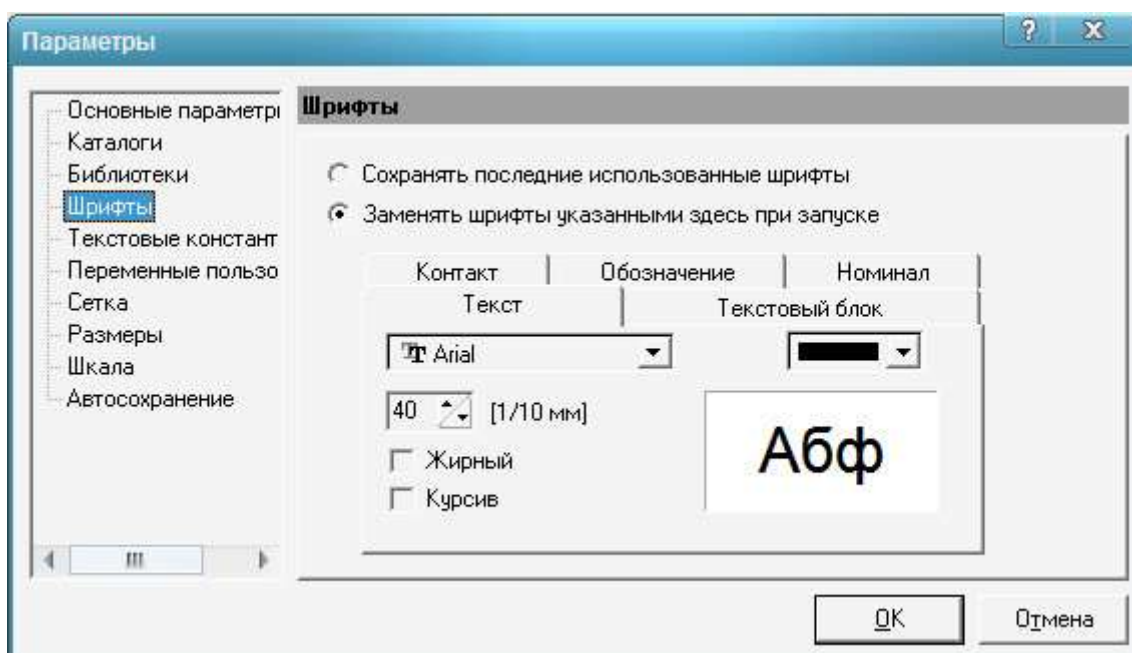 Параметры
Основные параметры
Каталоги
Библиотеки
Шрифты
Текстовые констант
Переменные пользо
Сетка
Размеры
Шкала
Автосохранение
Шрифты
Сохранять последние использованные шрифты
Заменять шрифты указанными здесь при запуске
Контакт Обозначение Номинал
Текст Текстовый блок
Arial
40 [1/10 мм]
Жирный
Курсив
Абф
OK Отмена